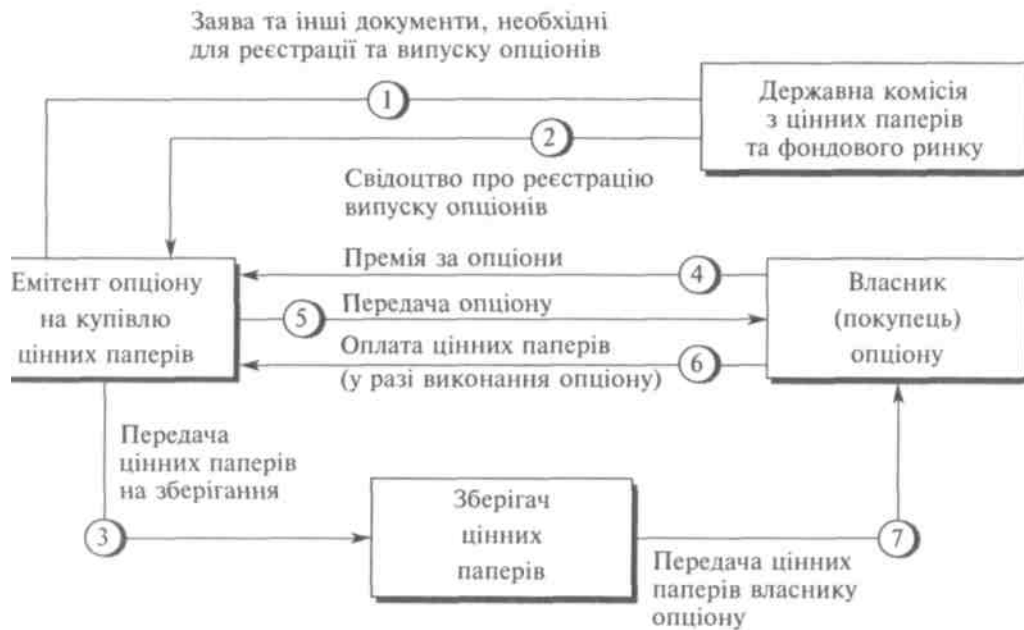 Заява та інші документи, необхідні
для реєстрації та випуску опціонів
1
Державна комісія
з цінних паперів
та фондового ринку
2
Свідоцтво про реєстрацію
випуску опціонів
Емітент опціону
на купівлю
цінних паперів
Премія за опціони
4
Власник
(покупець)
опціону
5
Передача опціону
Оплата цінних паперів
(у разі виконання опціону)
6
Передача
цінних паперів
на зберігання
3
Зберігач
цінних
паперів
7
Передача цінних
паперів власнику
опціону